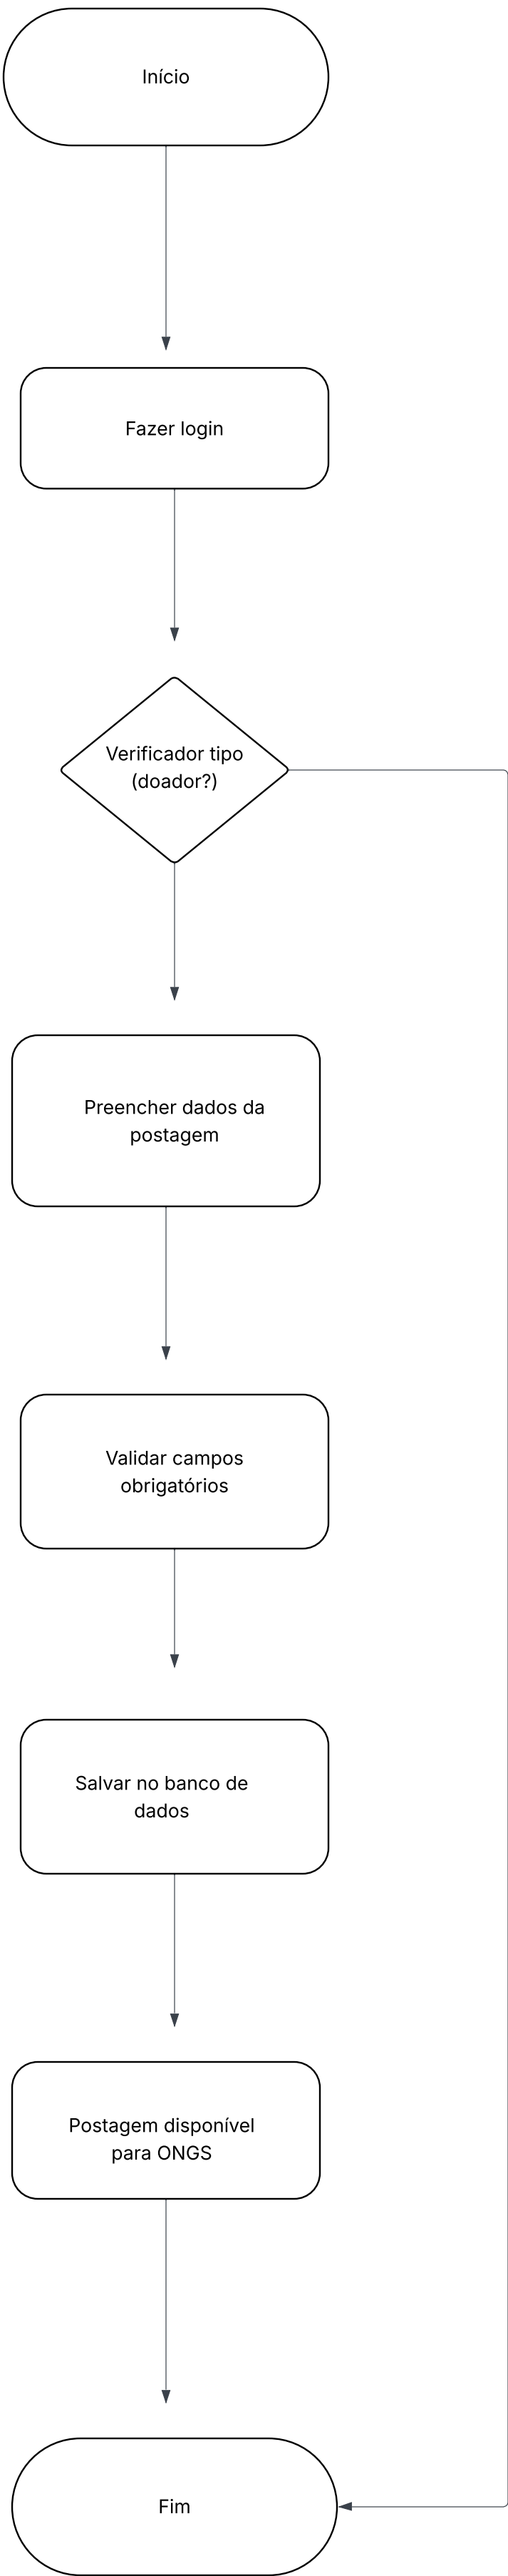 Início
Fazer login
Verificador tipo
(doador?)
Preencher dados da
postagem
Validar campos
obrigatórios
Salvar no banco de
dados
Postagem disponível
para ONGS
Fim